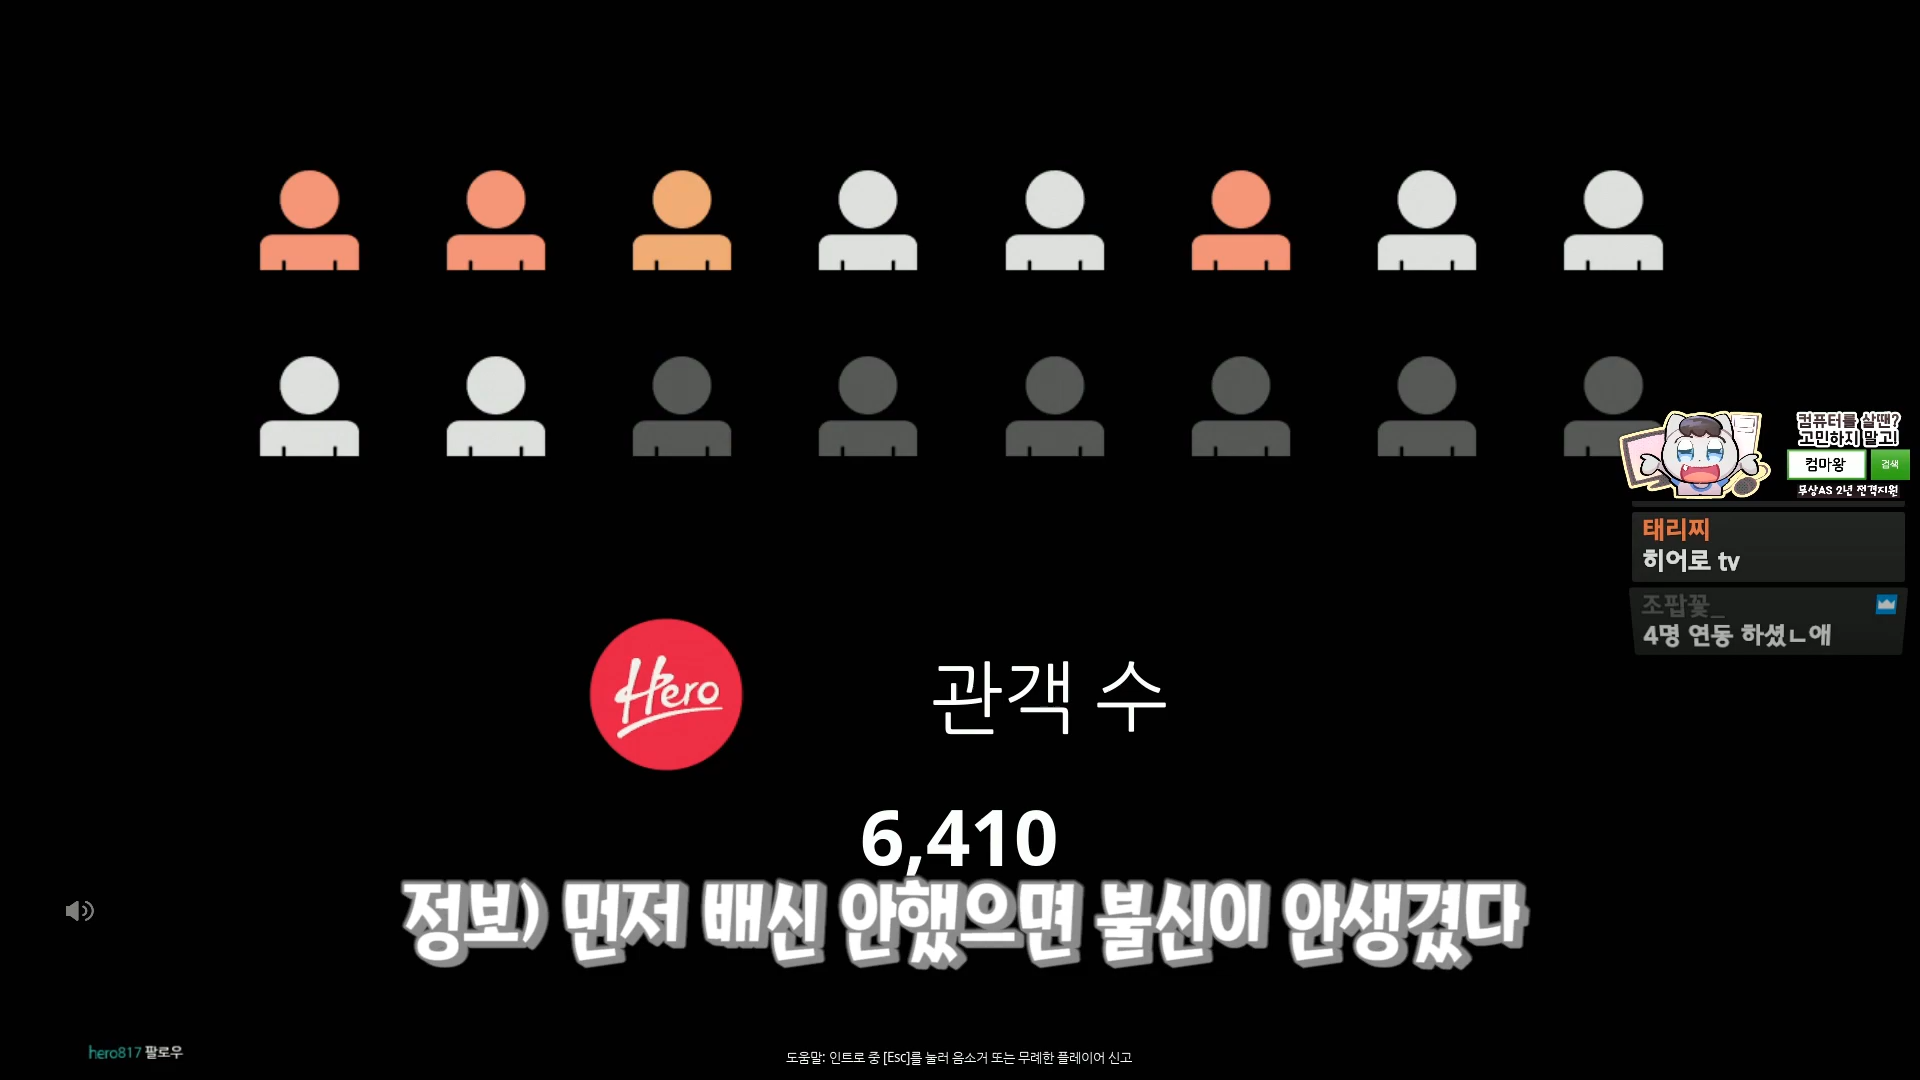 컴퓨터를 살땐?
고민하지 말고!
컴마왕
검색
무상AS 2년 전격지원
태리찌
히어로 tv
조팝꽃_
4명 연동 하셨ㄴ애
Hero
관객 수
6,410
정보) 먼저 배신 안했으면 불신이 안생겼다
hero817 팔로우
도움말: 인트로 중 [Esc]를 눌러 음소거 또는 무례한 플레이어 신고